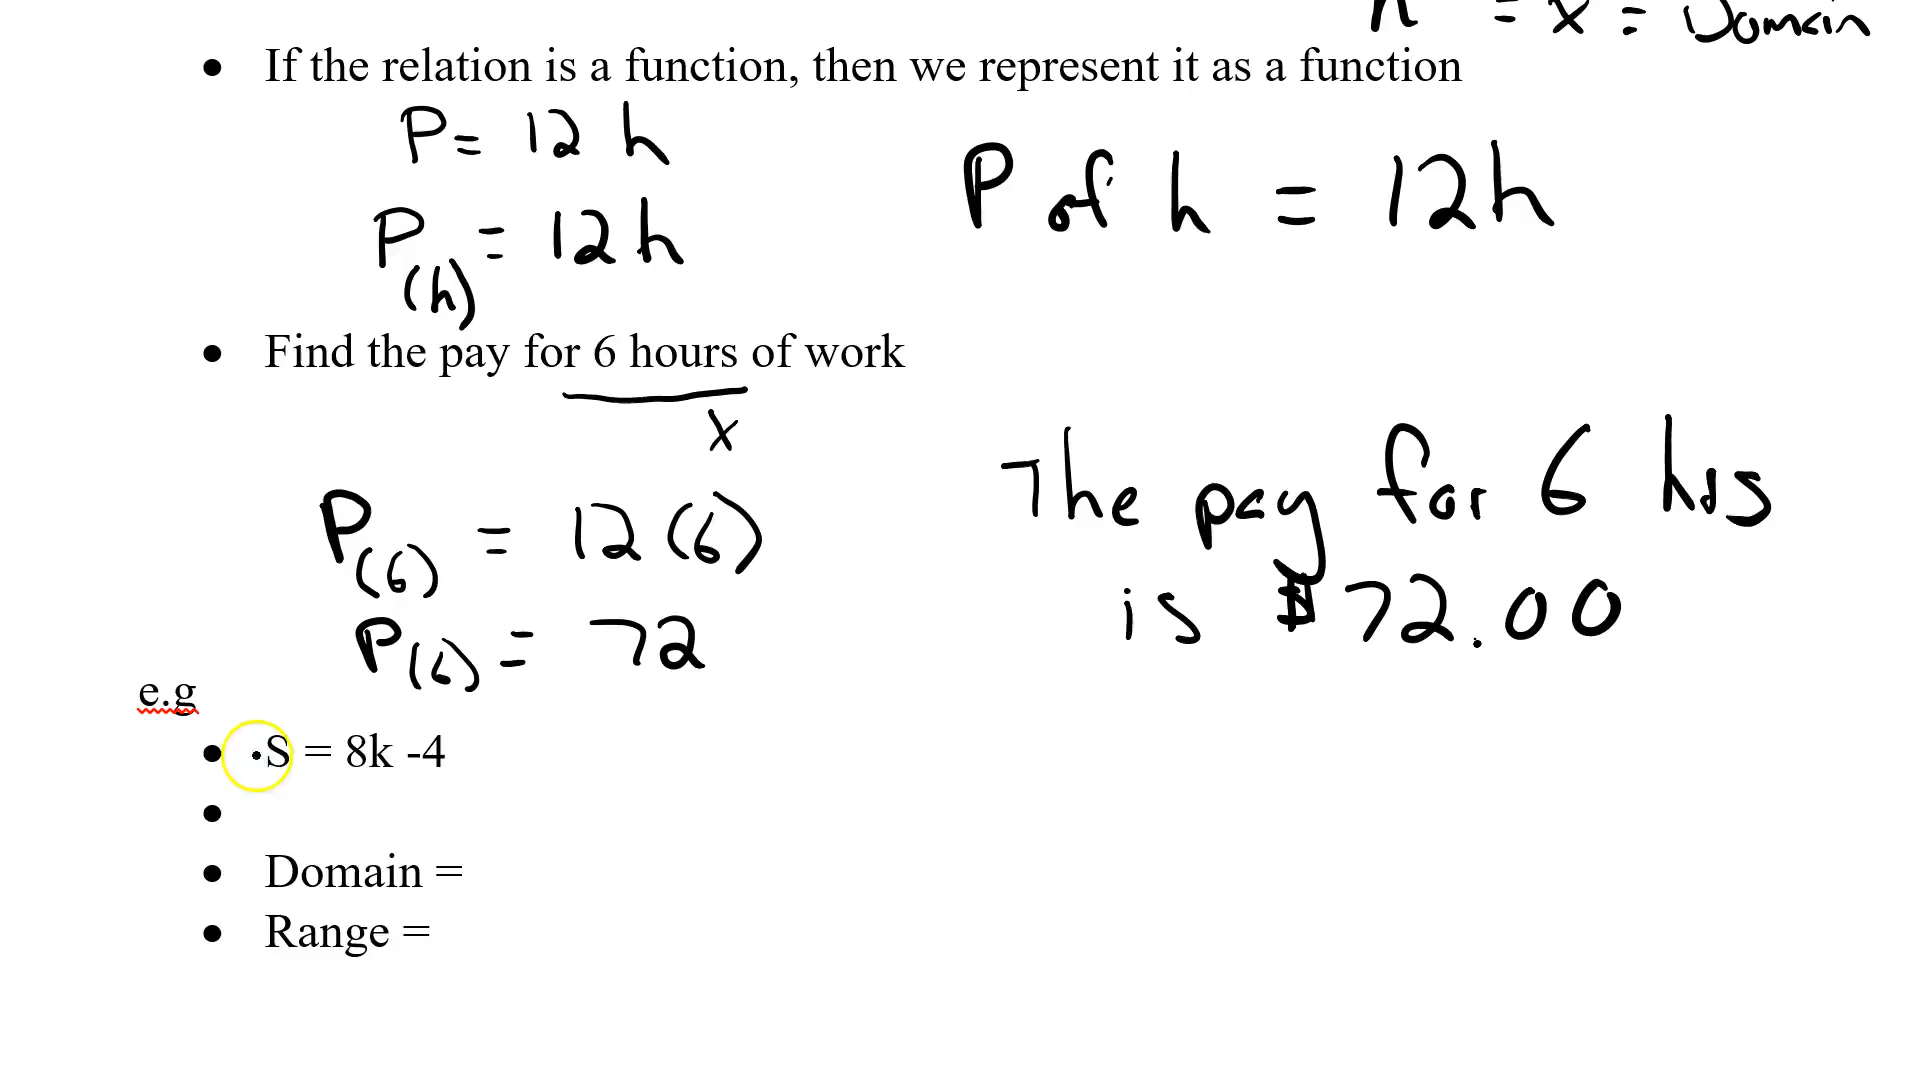 = x = Domain
• If the relation is a function, then we represent it as a function
P = 12 h
P of h = 12h
P(h) = 12h
• Find the pay for 6 hours of work
x
The pay for 6 hrs
P(6) = 12 (6)
is $72.00
P(6) = 72
e.g
• S = 8k -4
•
• Domain =
• Range =